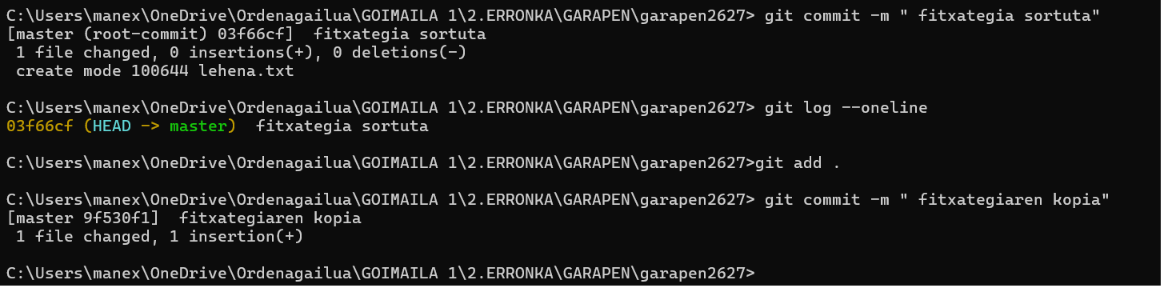 C:\Users\manex\OneDrive\Ordenagailua\GOIMAILA 1\2.ERRONKA\GARAPEN\garapen2627> git commit -m " fitxategia sortuta"
[master (root-commit) 03f66cf]  fitxategia sortuta
 1 file changed, 0 insertions(+), 0 deletions(-)
 create mode 100644 lehena.txt
C:\Users\manex\OneDrive\Ordenagailua\GOIMAILA 1\2.ERRONKA\GARAPEN\garapen2627> git log --oneline
03f66cf (HEAD -> master)  fitxategia sortuta
C:\Users\manex\OneDrive\Ordenagailua\GOIMAILA 1\2.ERRONKA\GARAPEN\garapen2627>git add .
C:\Users\manex\OneDrive\Ordenagailua\GOIMAILA 1\2.ERRONKA\GARAPEN\garapen2627> git commit -m " fitxategiaren kopia"
[master 9f530f1]  fitxategiaren kopia
 1 file changed, 1 insertion(+)
C:\Users\manex\OneDrive\Ordenagailua\GOIMAILA 1\2.ERRONKA\GARAPEN\garapen2627>